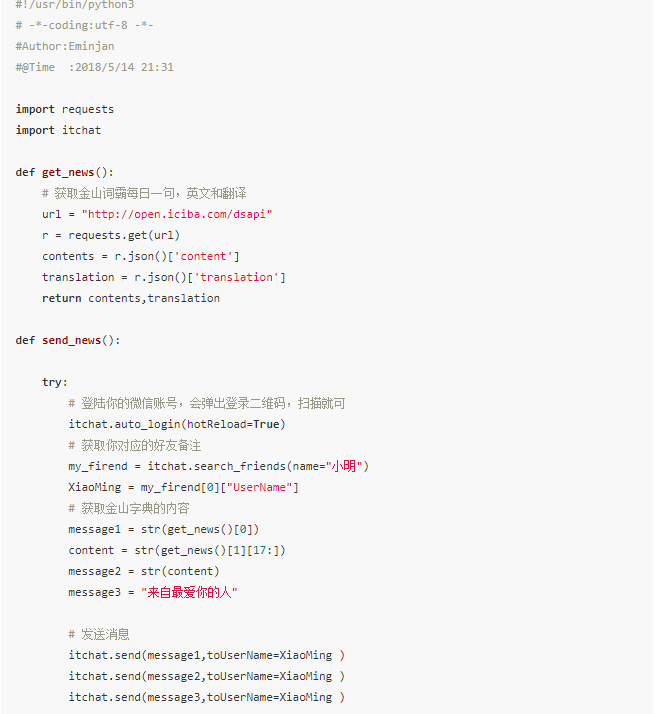 #!/usr/bin/python3
# -*-coding:utf-8 -*-
#Author:Eminjan
#@Time  :2018/5/14 21:31

import requests
import itchat

def get_news():
    # 获取金山词霸每日一句，英文和翻译
    url = "http://open.iciba.com/dsapi"
    r = requests.get(url)
    contents = r.json()['content']
    translation = r.json()['translation']
    return contents,translation

def send_news():

    try:
        # 登陆你的微信账号，会弹出登录二维码，扫描就可
        itchat.auto_login(hotReload=True)
        # 获取你对应的好友备注
        my_firend = itchat.search_friends(name="小明")
        XiaoMing = my_firend[0]["UserName"]
        # 获取金山字典的内容
        message1 = str(get_news()[0])
        content = str(get_news()[1][17:])
        message2 = str(content)
        message3 = "来自最爱你的人"

        # 发送消息
        itchat.send(message1,toUserName=XiaoMing )
        itchat.send(message2,toUserName=XiaoMing )
        itchat.send(message3,toUserName=XiaoMing )